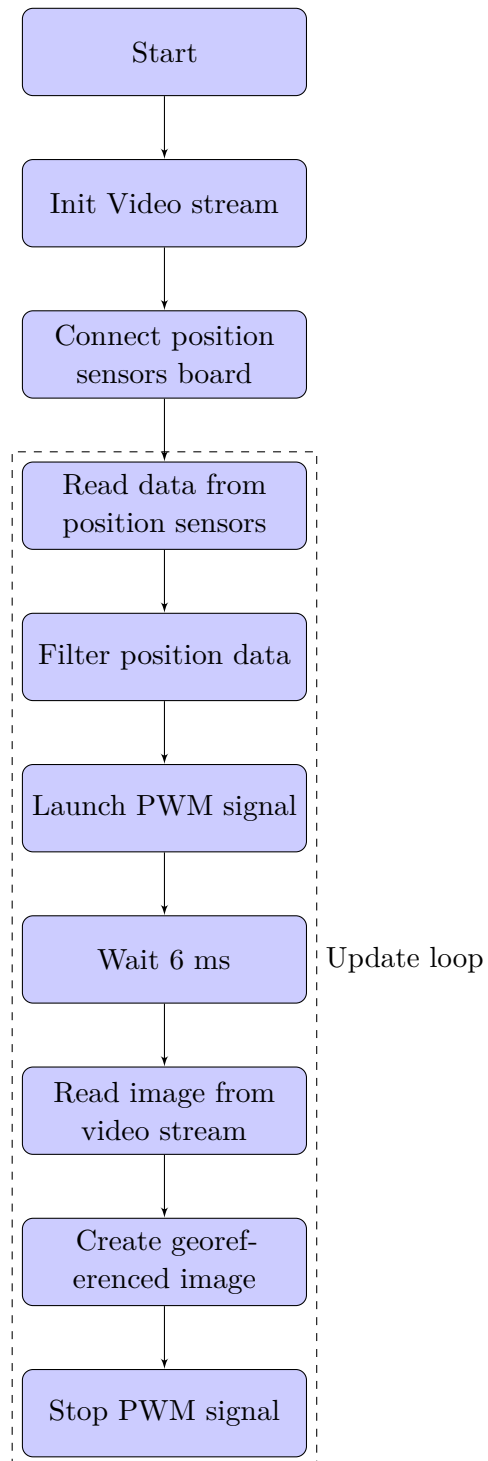 Start
Init Video stream
Connect position
sensors board
Read data from
position sensors
Filter position data
Launch PWM signal
Wait 6 ms
Update loop
Read image from
video stream
Create georef-
erenced image
Stop PWM signal